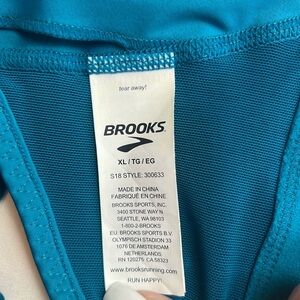 tear away!
BROOKS
XL / TG / EG
S18 STYLE: 300633
MADE IN CHINA
FABRIQUÉ EN CHINE
BROOKS SPORTS, INC.
3400 STONE WAY N
SEATTLE, WA 98103
1-800-2-BROOKS
EU: BROOKS SPORTS B.V.
OLYMPISCH STADION 33
1076 DE AMSTERDAM
NETHERLANDS
RN 120275 CA 58323
www.brooksrunning.com
RUN HAPPY!